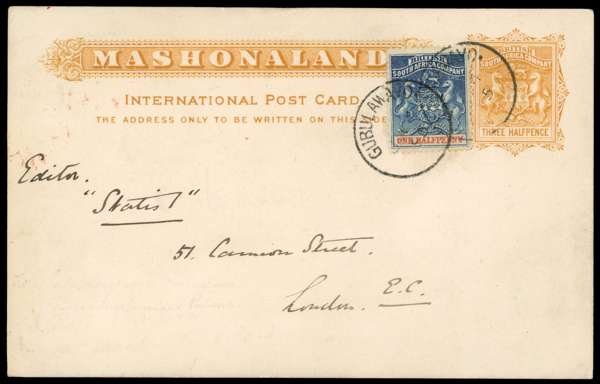 MASHONALAND
INTERNATIONAL POST CARD
THE ADDRESS ONLY TO BE WRITTEN ON THIS
BRITISH
SOUTH AFRICA COMPANY
ONE HALFPENNY
BRITISH
SOUTH AFRICA COMPANY
THREE HALFPENCE
GUBULAWAYO
Editor.
"Statist"
51. Cannon Street.
London. E.C.